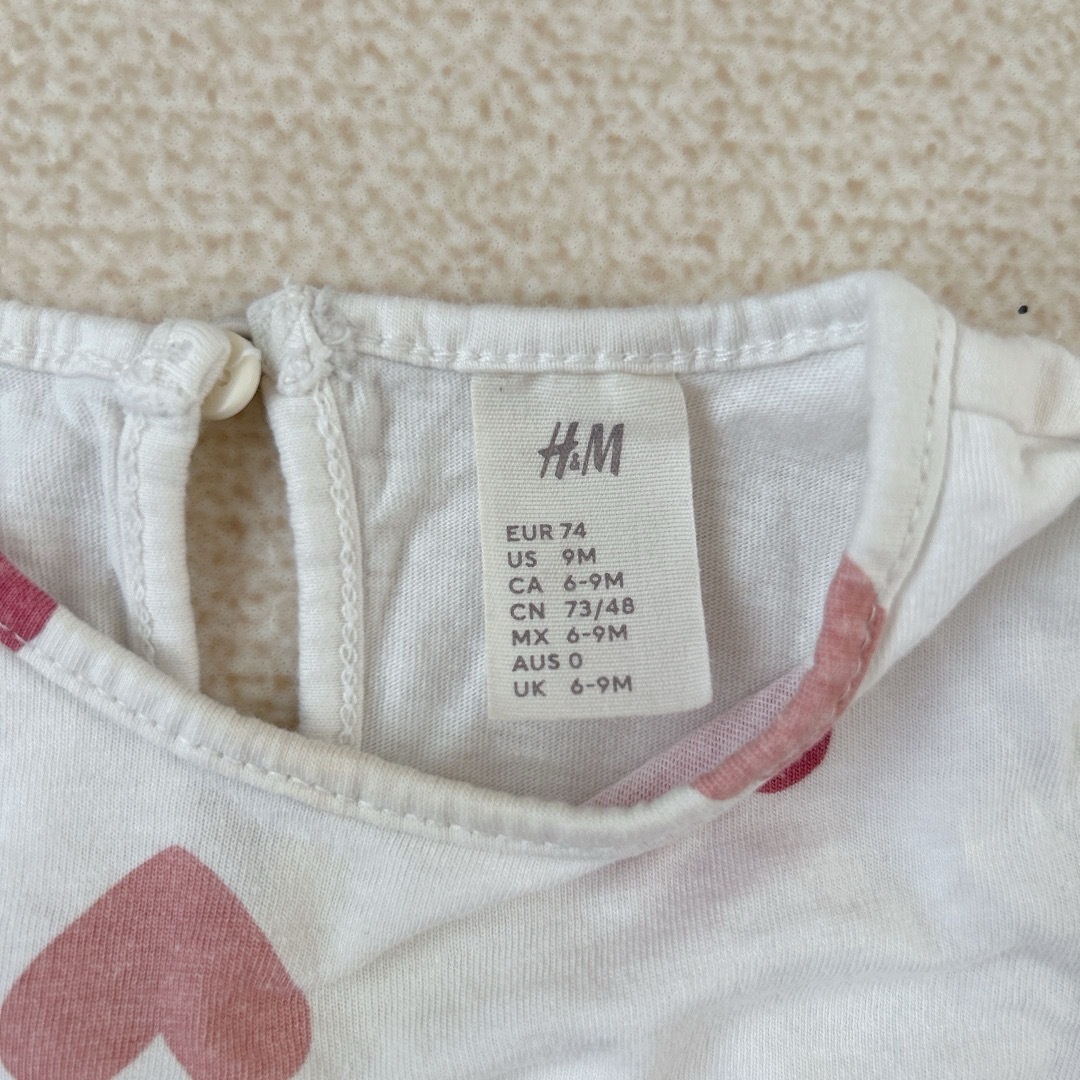 H&M
EUR 74
US 9M
CA 6-9M
CN 73/48
MX 6-9M
AUS 0
UK 6-9M